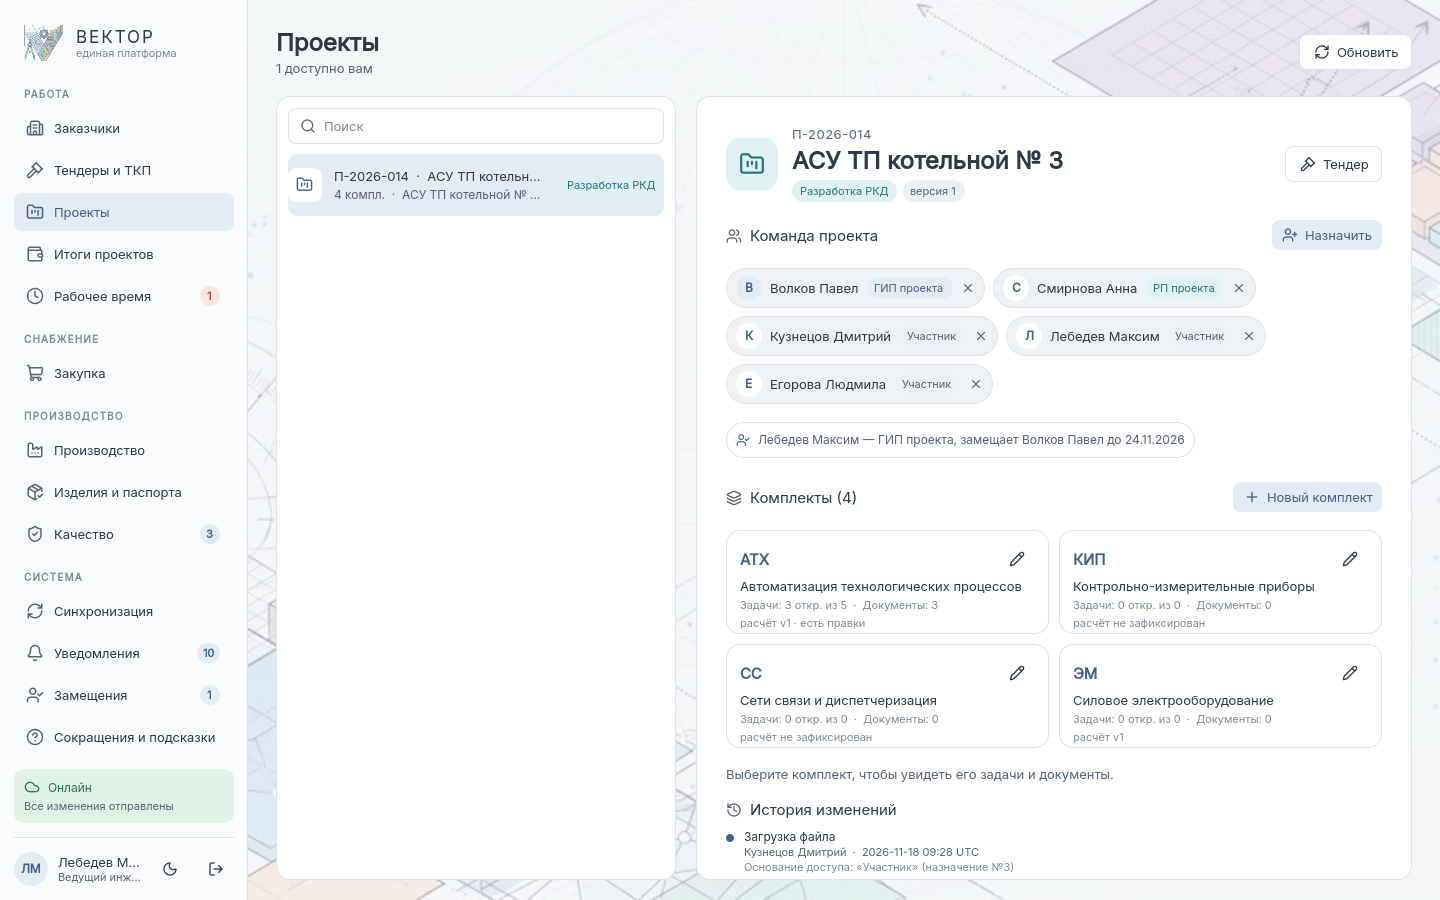 ВЕКТОР
единая платформа
РАБОТА
Заказчики
Тендеры и ТКП
Проекты
Итоги проектов
Рабочее время 1
СНАБЖЕНИЕ
Закупка
ПРОИЗВОДСТВО
Производство
Изделия и паспорта
Качество 3
СИСТЕМА
Синхронизация
Уведомления 10
Замещения 1
Сокращения и подсказки
Онлайн
Все изменения отправлены
ЛМ
Лебедев М...
Ведущий инж...
Проекты
1 доступно вам
Обновить
Поиск
П-2026-014 · АСУ ТП котельн...
4 компл. · АСУ ТП котельной № ...
Разработка РКД
П-2026-014
АСУ ТП котельной № 3
Разработка РКД версия 1
Тендер
Команда проекта
Назначить
В Волков Павел ГИП проекта
С Смирнова Анна РП проекта
К Кузнецов Дмитрий Участник
Л Лебедев Максим Участник
Е Егорова Людмила Участник
Лебедев Максим — ГИП проекта, замещает Волков Павел до 24.11.2026
Комплекты (4)
Новый комплект
АТХ
Автоматизация технологических процессов
Задачи: 3 откр. из 5 · Документы: 3
расчёт v1 · есть правки
КИП
Контрольно-измерительные приборы
Задачи: 0 откр. из 0 · Документы: 0
расчёт не зафиксирован
СС
Сети связи и диспетчеризация
Задачи: 0 откр. из 0 · Документы: 0
расчёт не зафиксирован
ЭМ
Силовое электрооборудование
Задачи: 0 откр. из 0 · Документы: 0
расчёт v1
Выберите комплект, чтобы увидеть его задачи и документы.
История изменений
Загрузка файла
Кузнецов Дмитрий · 2026-11-18 09:28 UTC
Основание доступа: «Участник» (назначение №3)